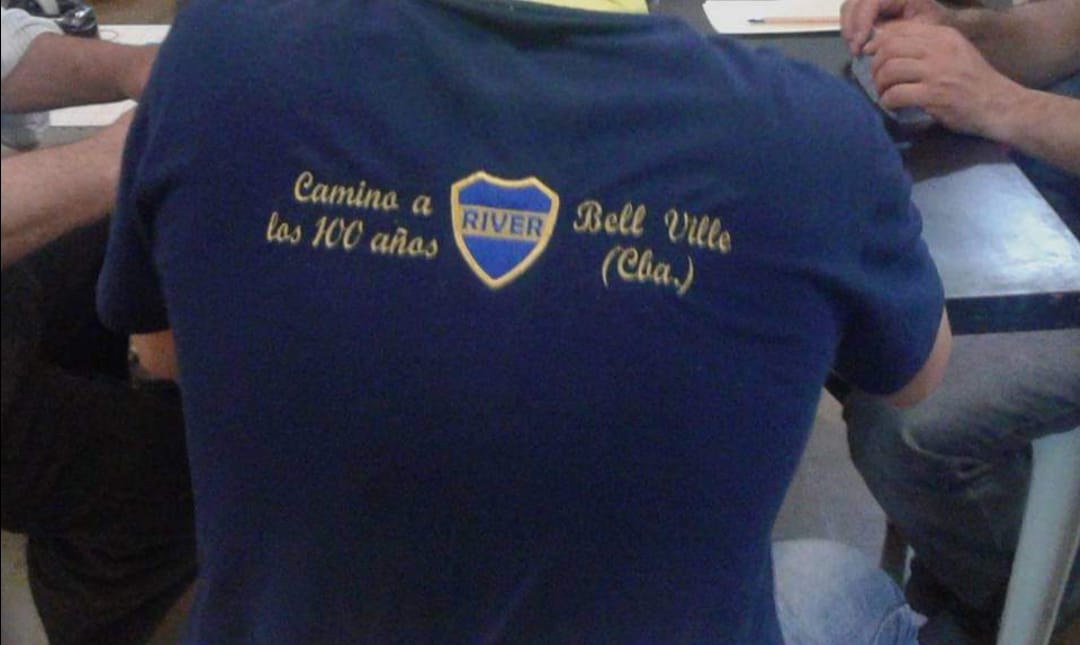 Camino a
los 100 años
RIVER
Bell Ville
(Cba.)